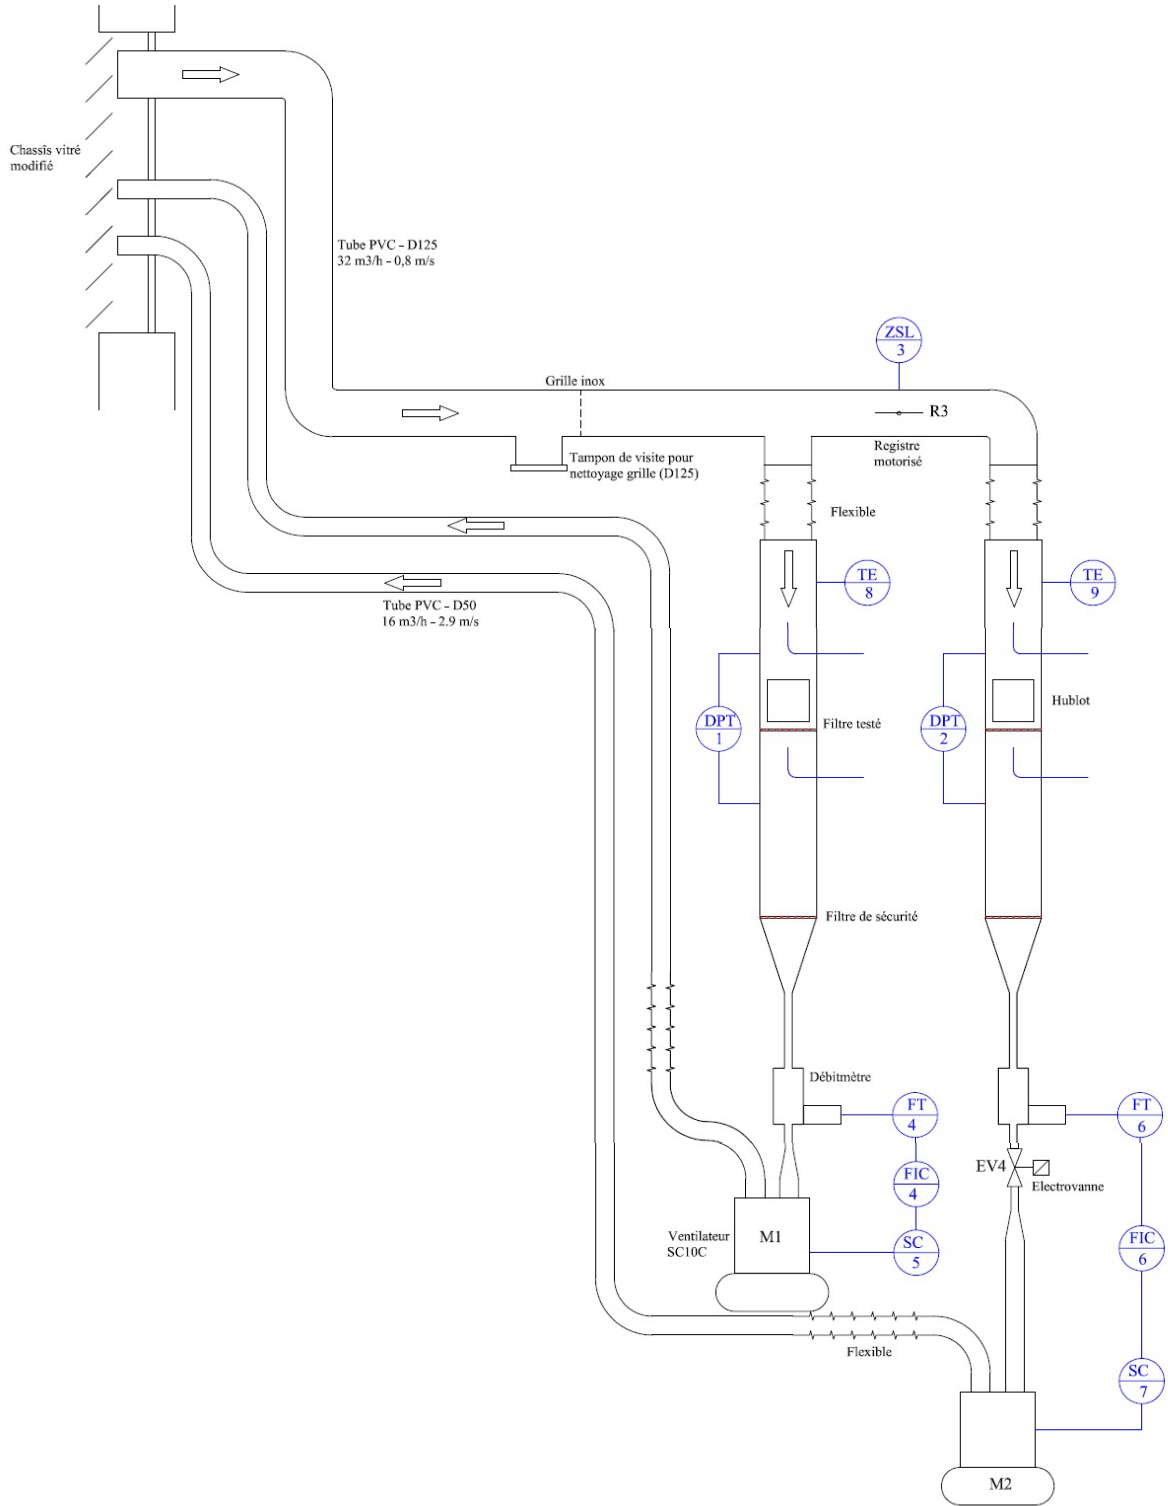 Chassîs vitré
modifié
Tube PVC - D125
32 m3/h - 0,8 m/s
ZSL
3
Grille inox
R3
Registre
motorisé
Tampon de visite pour
nettoyage grille (D125)
Flexible
TE
8
TE
9
Tube PVC - D50
16 m3/h - 2.9 m/s
Hublot
DPT
1
Filtre testé
DPT
2
Filtre de sécurité
Débitmètre
FT
4
FT
6
EV4
Electrovanne
FIC
4
Ventilateur
SC10C
M1
SC
5
FIC
6
Flexible
SC
7
M2